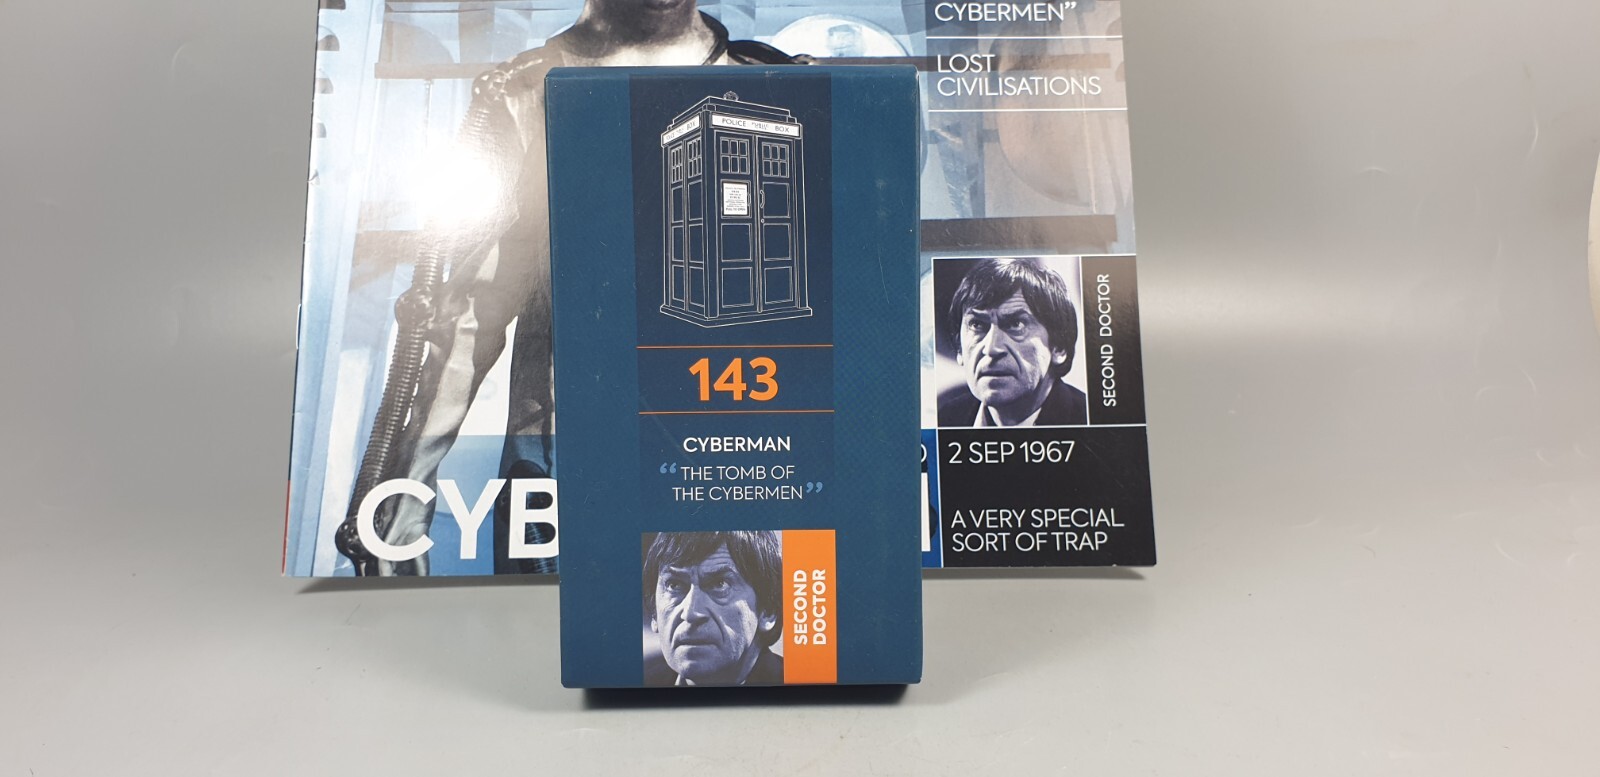 CYBERMEN”
LOST
CIVILISATIONS
POLICE BOX
143
CYBERMAN
“THE TOMB OF
THE CYBERMEN”
SECOND
DOCTOR
SECOND DOCTOR
2 SEP 1967
A VERY SPECIAL
SORT OF TRAP
CYB